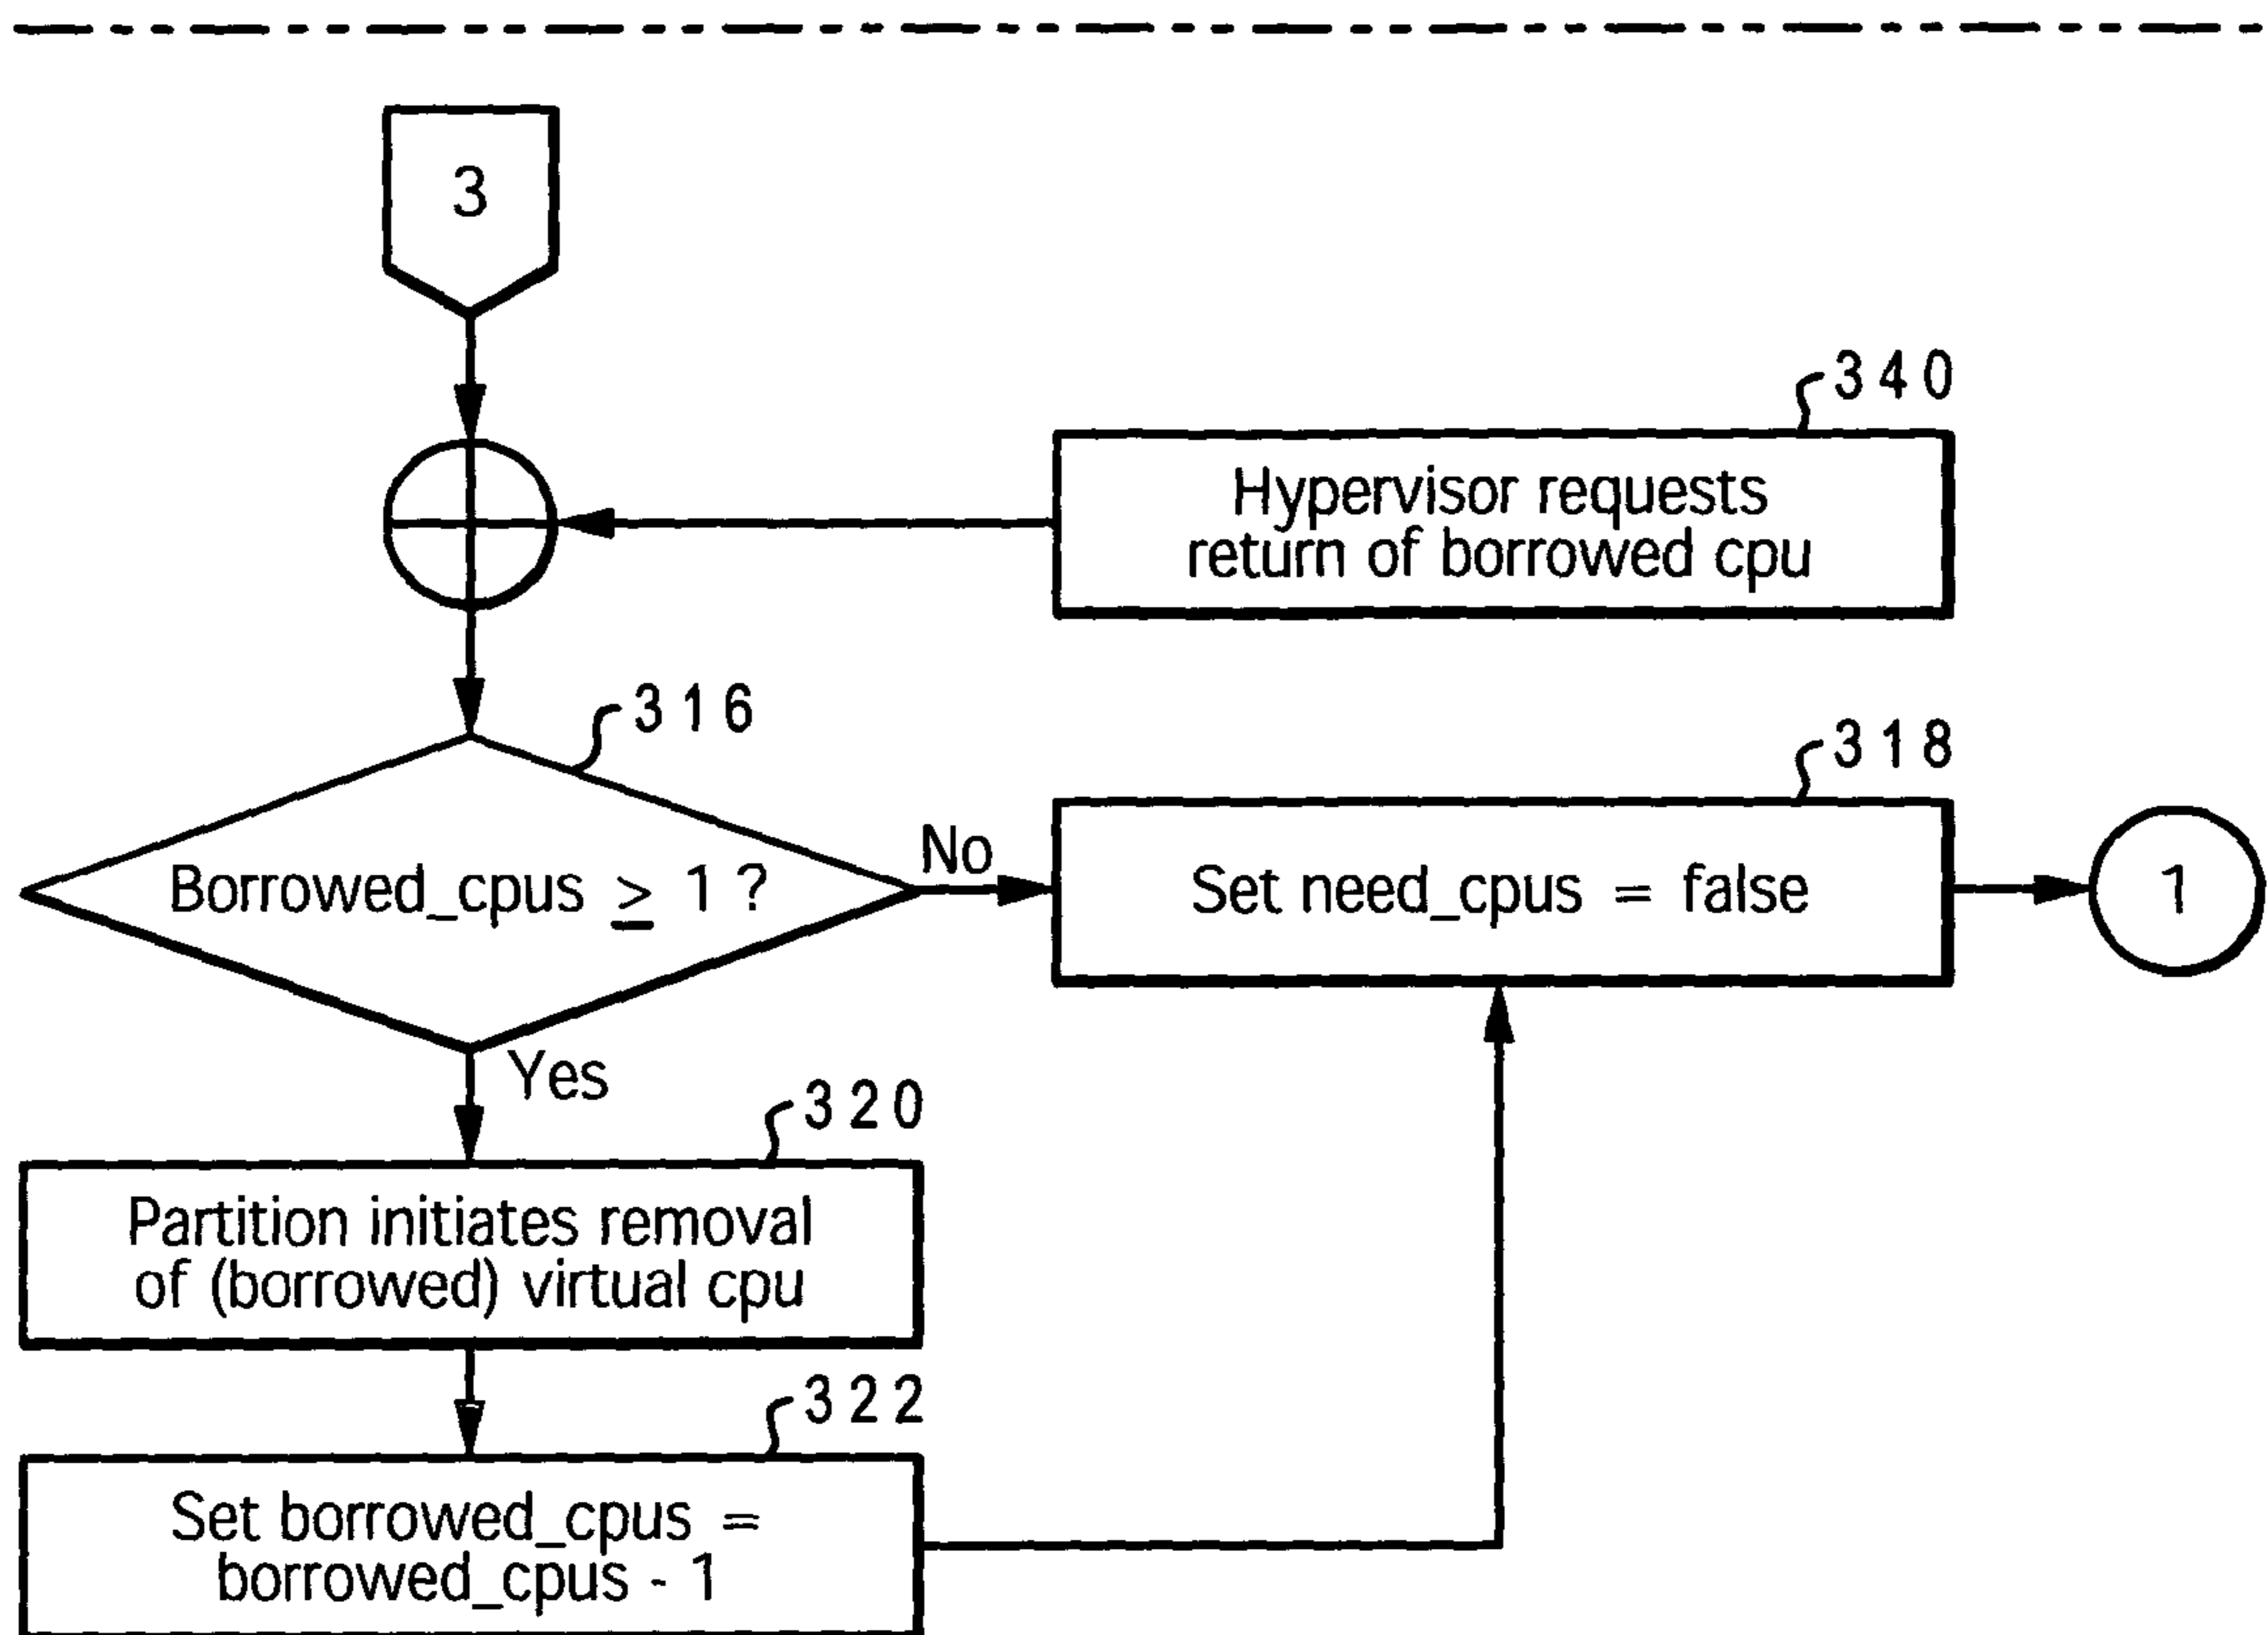 3
340
Hypervisor requests
return of borrowed cpu
316
Borrowed_cpus ≥ 1 ?
No
318
Set need_cpus = false
1
Yes
320
Partition initiates removal
of (borrowed) virtual cpu
322
Set borrowed_cpus =
borrowed_cpus - 1